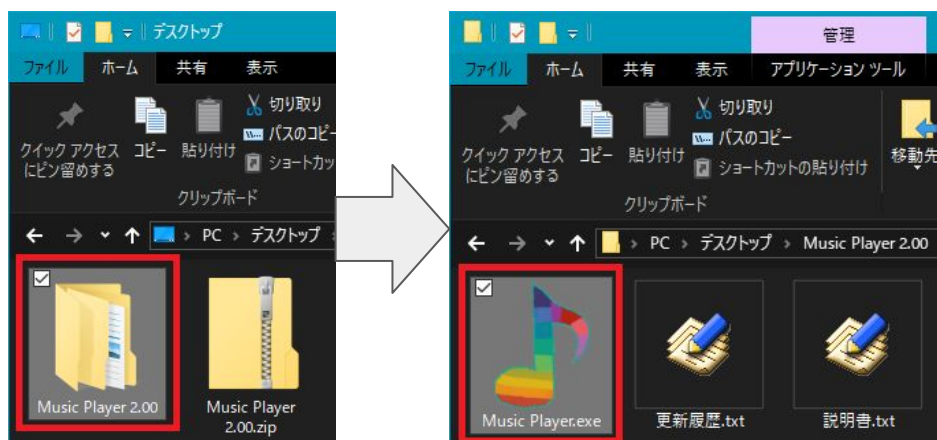 デスクトップ
ファイル ホーム 共有 表示
切り取り
パスのコピー
ショートカッ
クイック アクセス
にピン留めする
コピー
貼り付け
クリップボード
PC > デスクトップ
Music Player 2.00
Music Player
2.00.zip
管理
ファイル ホーム 共有 表示 アプリケーション ツール
切り取り
パスのコピー
ショートカットの貼り付け
クイック アクセス
にピン留めする
コピー
貼り付け
移動先
クリップボード
PC > デスクトップ > Music Player 2.00
Music Player.exe
更新履歴.txt
説明書.txt